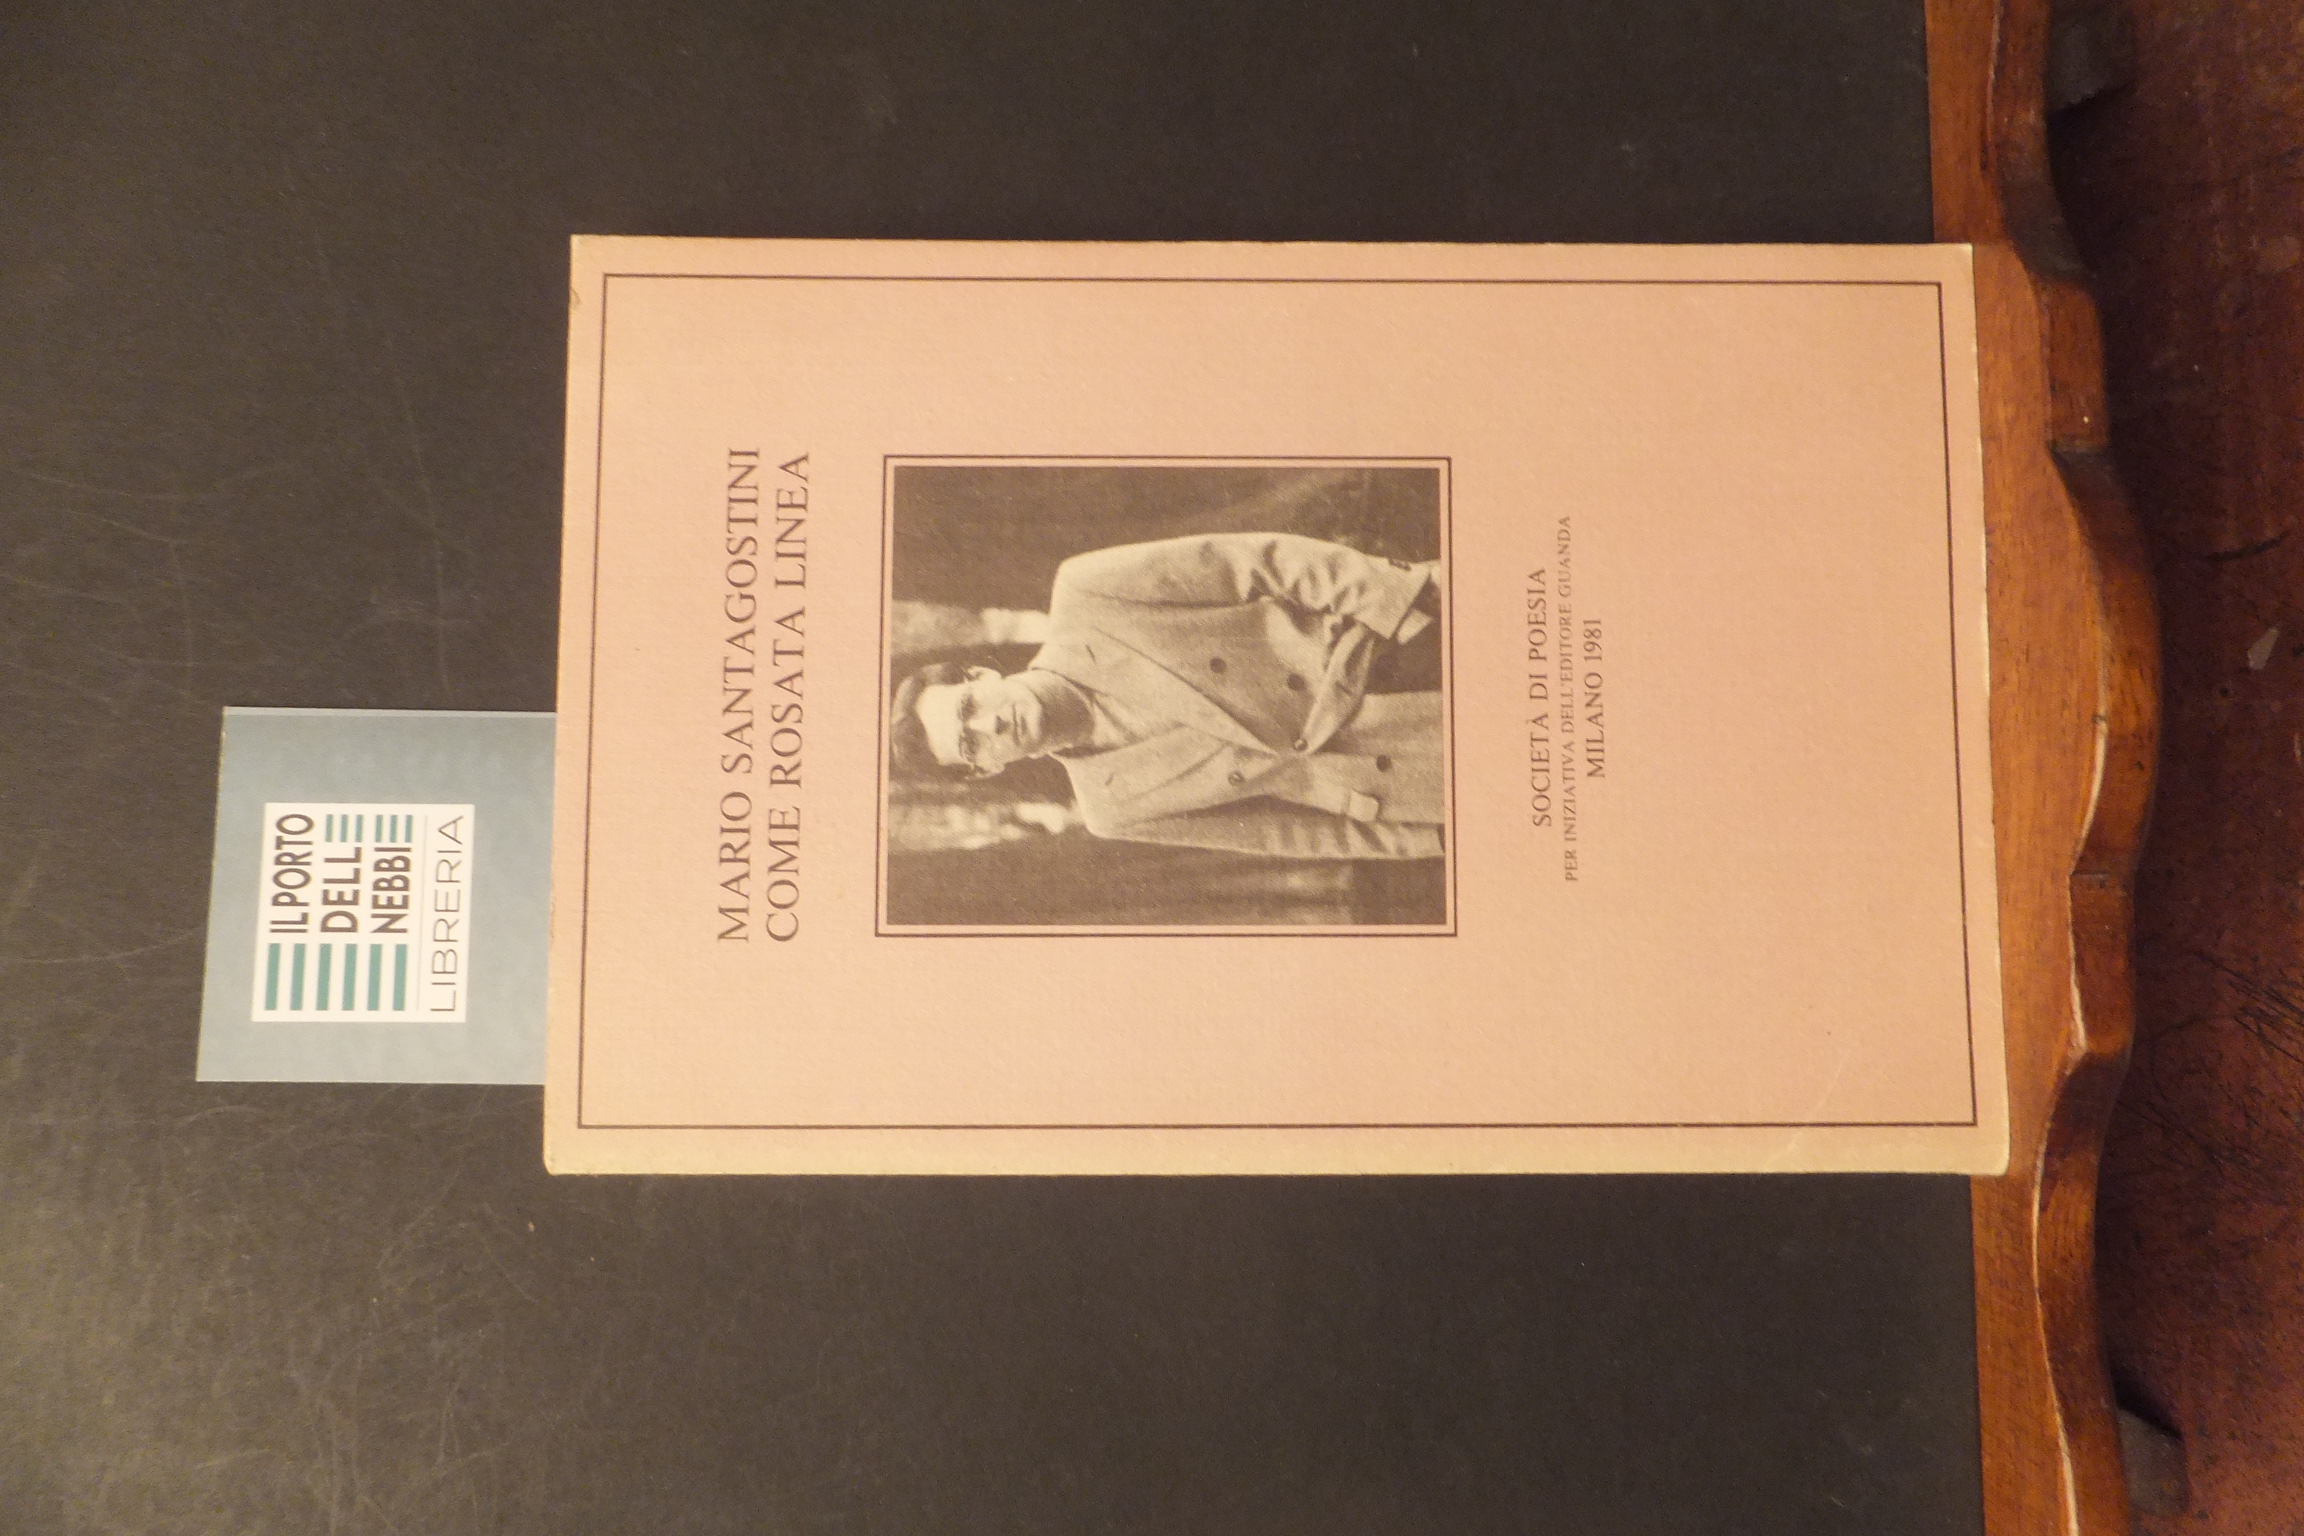 IL PORTO
DELLE
NEBBIE
LIBRERIA
MARIO SANTAGOSTINI
COME ROSATA LINEA
SOCIETÀ DI POESIA
PER INIZIATIVA DELL'EDITORE GUANDA
MILANO 1981